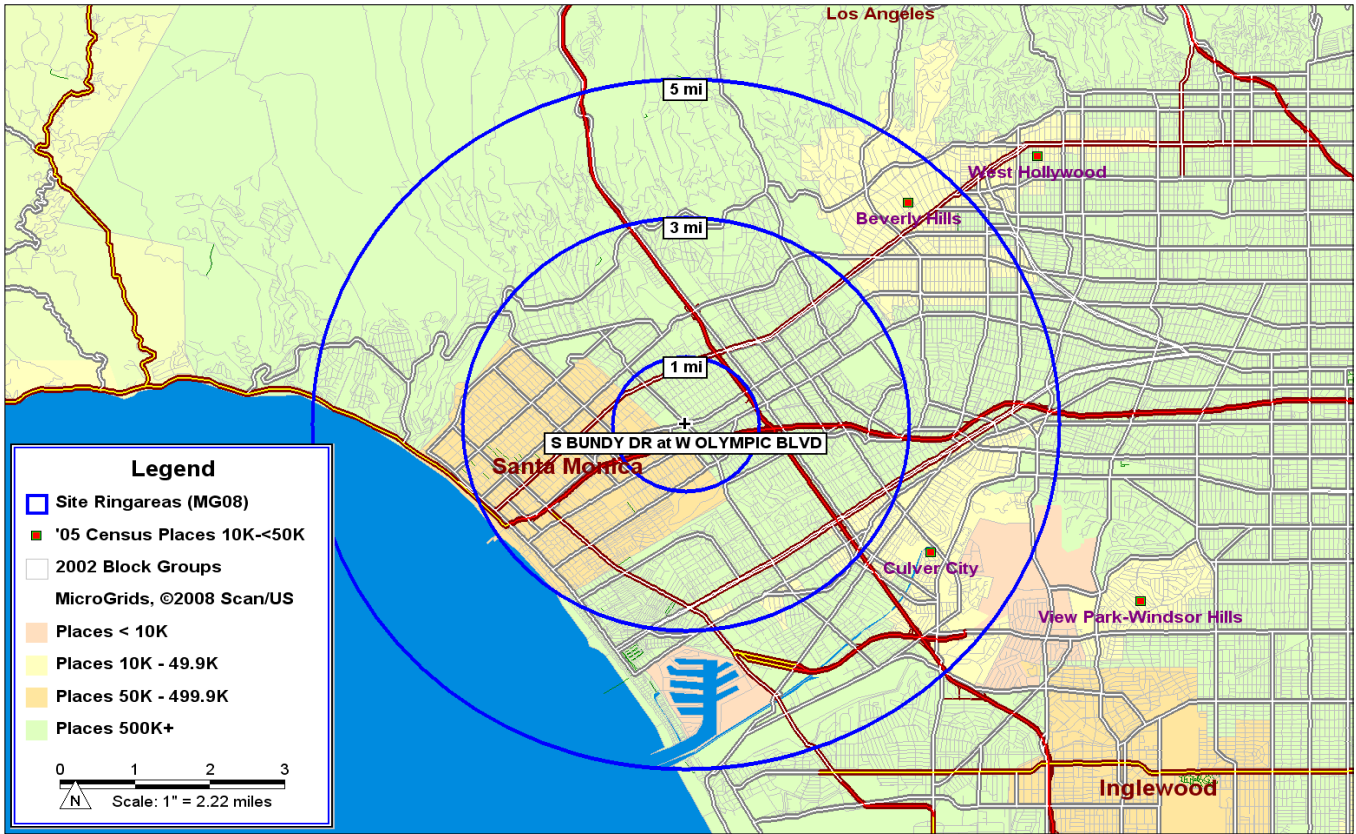 Los Angeles
5 mi
West Hollywood
Beverly Hills
3 mi
1 mi
S BUNDY DR at W OLYMPIC BLVD
Santa Monica
Culver City
View Park-Windsor Hills
Inglewood
Legend
Site Ringareas (MG08)
'05 Census Places 10K-<50K
2002 Block Groups
MicroGrids, ©2008 Scan/US
Places < 10K
Places 10K - 49.9K
Places 50K - 499.9K
Places 500K+
0 1 2 3
N
Scale: 1" = 2.22 miles